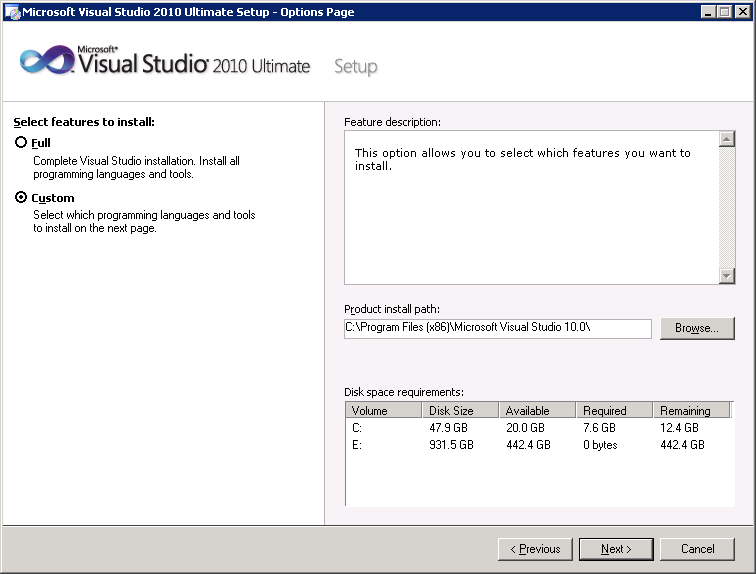 Microsoft Visual Studio 2010 Ultimate Setup - Options Page
Microsoft®
Visual Studio® 2010 Ultimate Setup
Select features to install:
Full
Complete Visual Studio installation. Install all
programming languages and tools.
Custom
Select which programming languages and tools
to install on the next page.
Feature description:
This option allows you to select which features you want to
install.
Product install path:
C:\Program Files (x86)\Microsoft Visual Studio 10.0\
Browse...
Disk space requirements:
Volume Disk Size Available Required Remaining
C: 47.9 GB 20.0 GB 7.6 GB 12.4 GB
E: 931.5 GB 442.4 GB 0 bytes 442.4 GB
< Previous Next > Cancel